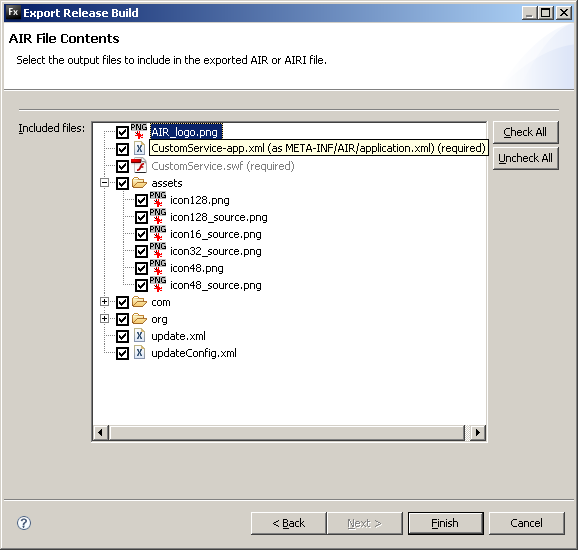 Fx Export Release Build
AIR File Contents
Select the output files to include in the exported AIR or AIRI file.
Included files:
PNG AIR_logo.png
Check All
X CustomService-app.xml (as META-INF/AIR/application.xml) (required)
Uncheck All
CustomService.swf (required)
assets
PNG icon128.png
PNG icon128_source.png
PNG icon16_source.png
PNG icon32_source.png
PNG icon48.png
PNG icon48_source.png
com
org
X update.xml
X updateConfig.xml
?
< Back
Next >
Finish
Cancel